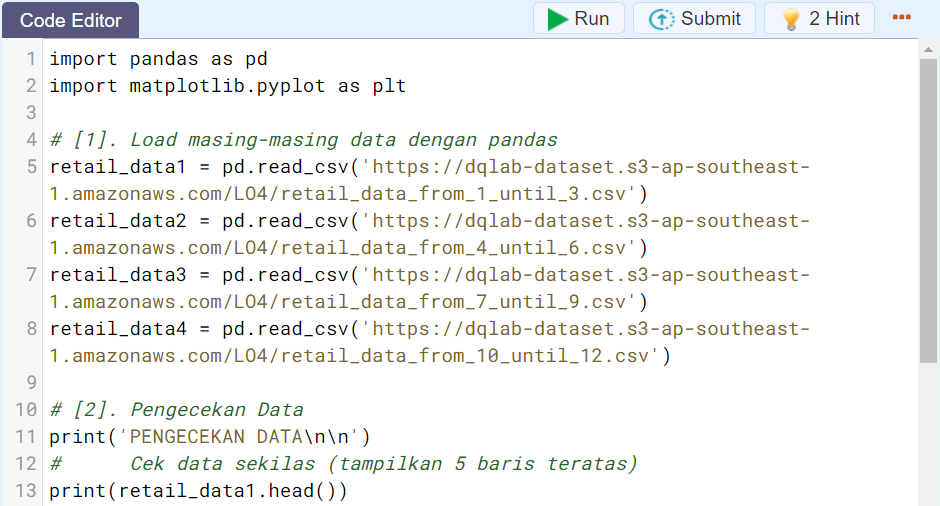 Code Editor
Run
Submit
2 Hint
1 import pandas as pd
2 import matplotlib.pyplot as plt
3
4 # [1]. Load masing-masing data dengan pandas
5 retail_data1 = pd.read_csv('https://dqlab-dataset.s3-ap-southeast-
1.amazonaws.com/LO4/retail_data_from_1_until_3.csv')
6 retail_data2 = pd.read_csv('https://dqlab-dataset.s3-ap-southeast-
1.amazonaws.com/LO4/retail_data_from_4_until_6.csv')
7 retail_data3 = pd.read_csv('https://dqlab-dataset.s3-ap-southeast-
1.amazonaws.com/LO4/retail_data_from_7_until_9.csv')
8 retail_data4 = pd.read_csv('https://dqlab-dataset.s3-ap-southeast-
1.amazonaws.com/LO4/retail_data_from_10_until_12.csv')
9
10 # [2]. Pengecekan Data
11 print('PENGECEKAN DATA\n\n')
12 #      Cek data sekilas (tampilkan 5 baris teratas)
13 print(retail_data1.head())